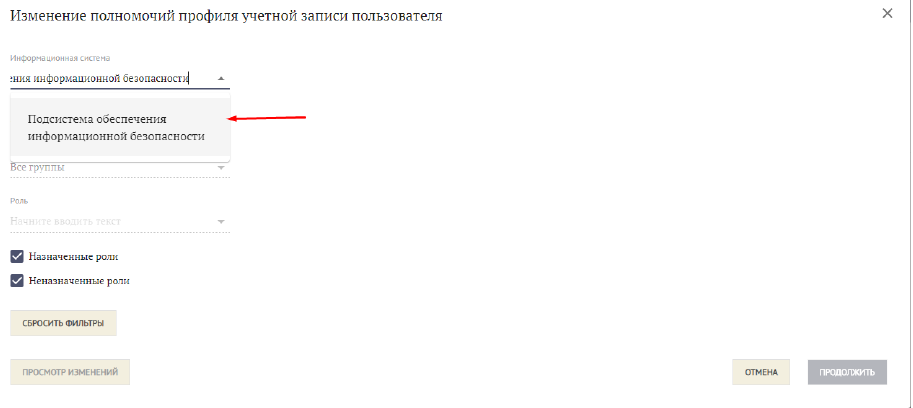 Изменение полномочий профиля учетной записи пользователя
Информационная система
ения информационной безопасности
Подсистема обеспечения
информационной безопасности
Все группы
Роль
Начните вводить текст
Назначенные роли
Неназначенные роли
СБРОСИТЬ ФИЛЬТРЫ
ПРОСМОТР ИЗМЕНЕНИЙ
ОТМЕНА
ПРОДОЛЖИТЬ